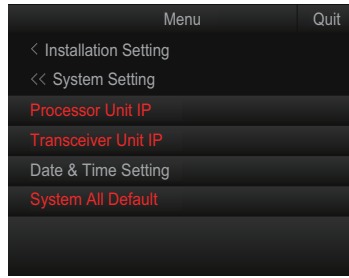 Menu Quit
< Installation Setting
<< System Setting
Processor Unit IP
Transceiver Unit IP
Date & Time Setting
System All Default